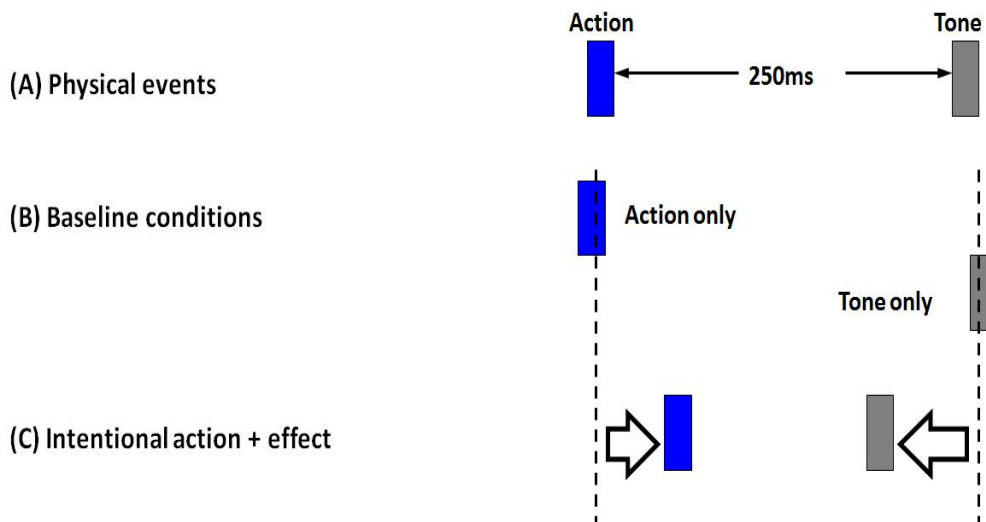 Action
Tone
(A) Physical events
250ms
(B) Baseline conditions
Action only
Tone only
(C) Intentional action + effect